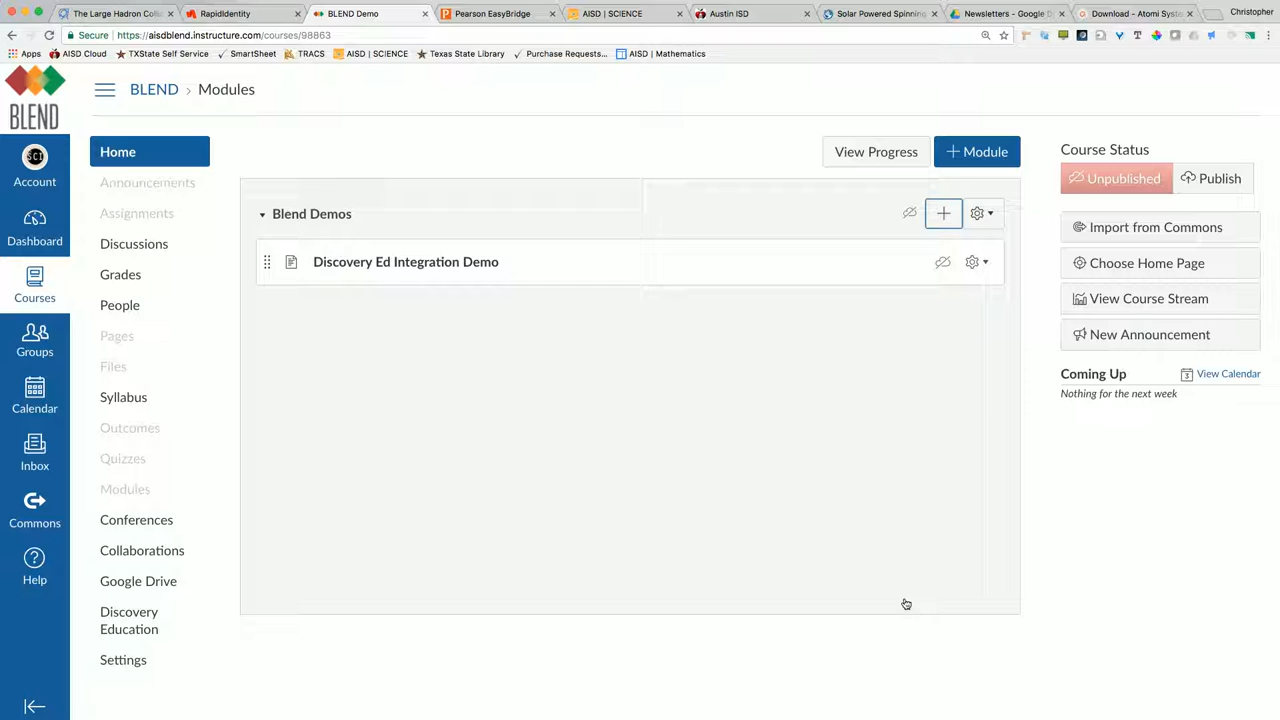 The Large Hadron Collic
RapidIdentity
BLEND Demo
Pearson EasyBridge
AISD | SCIENCE
Austin ISD
Solar Powered Spinning
Newsletters - Google D
Download - Atomi Syste
Christopher
Secure
https://aisdblend.instructure.com/courses/98863
Apps
AISD Cloud
TXState Self Service
SmartSheet
TRACS
AISD | SCIENCE
Texas State Library
Purchase Requests...
AISD | Mathematics
BLEND
BLEND › Modules
SCI
Account
Dashboard
Courses
Groups
Calendar
Inbox
Commons
Help
Home
Announcements
Assignments
Discussions
Grades
People
Pages
Files
Syllabus
Outcomes
Quizzes
Modules
Conferences
Collaborations
Google Drive
Discovery
Education
Settings
View Progress
+ Module
Blend Demos
Discovery Ed Integration Demo
Course Status
Unpublished
Publish
Import from Commons
Choose Home Page
View Course Stream
New Announcement
Coming Up
View Calendar
Nothing for the next week